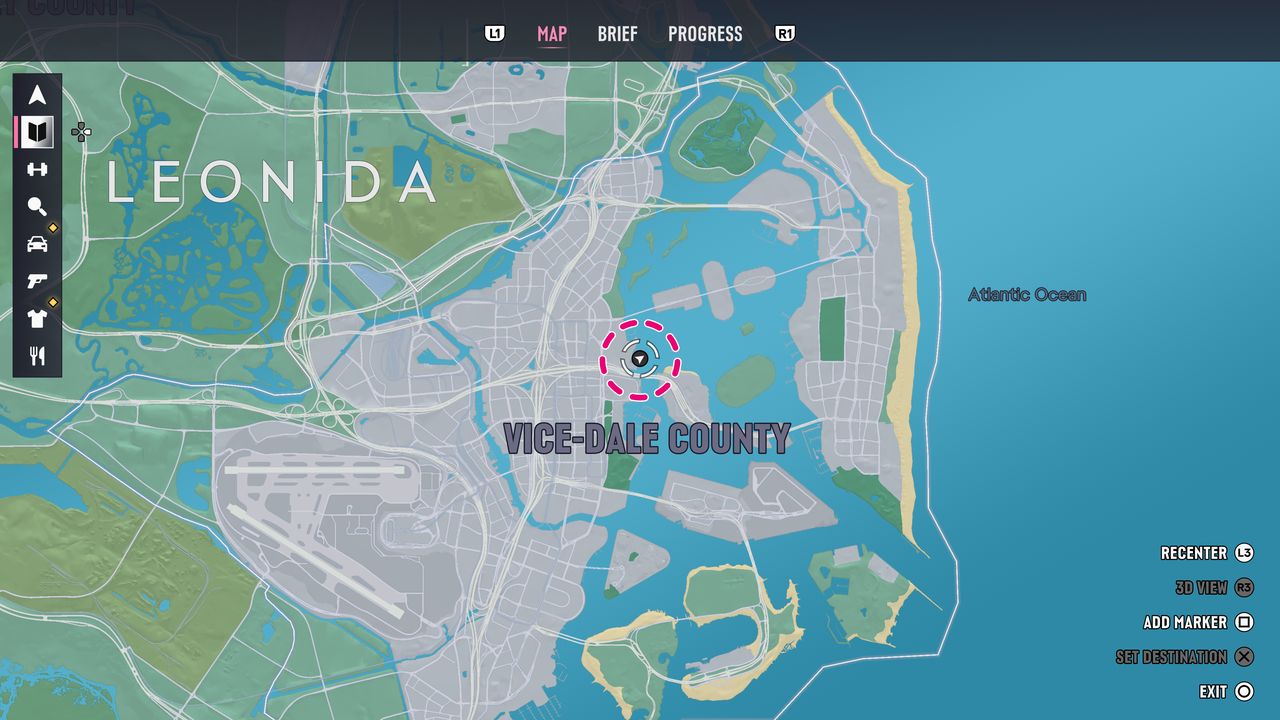 Y COUNTY
L1 MAP BRIEF PROGRESS R1
LEONIDA
Atlantic Ocean
VICE-DALE COUNTY
RECENTER L3
3D VIEW R3
ADD MARKER
SET DESTINATION
EXIT